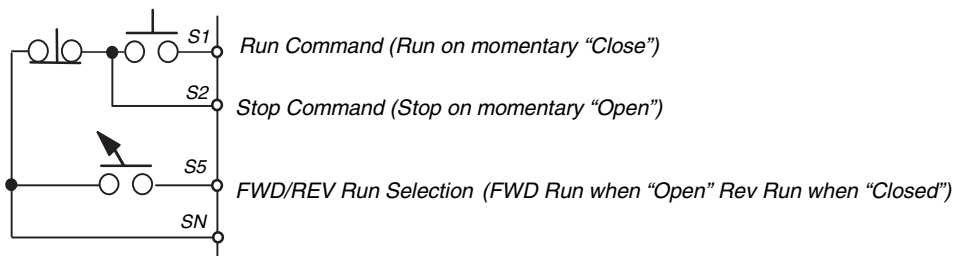 S1 Run Command (Run on momentary “Close”)
S2 Stop Command (Stop on momentary “Open”)
S5 FWD/REV Run Selection (FWD Run when “Open” Rev Run when “Closed”)
SN